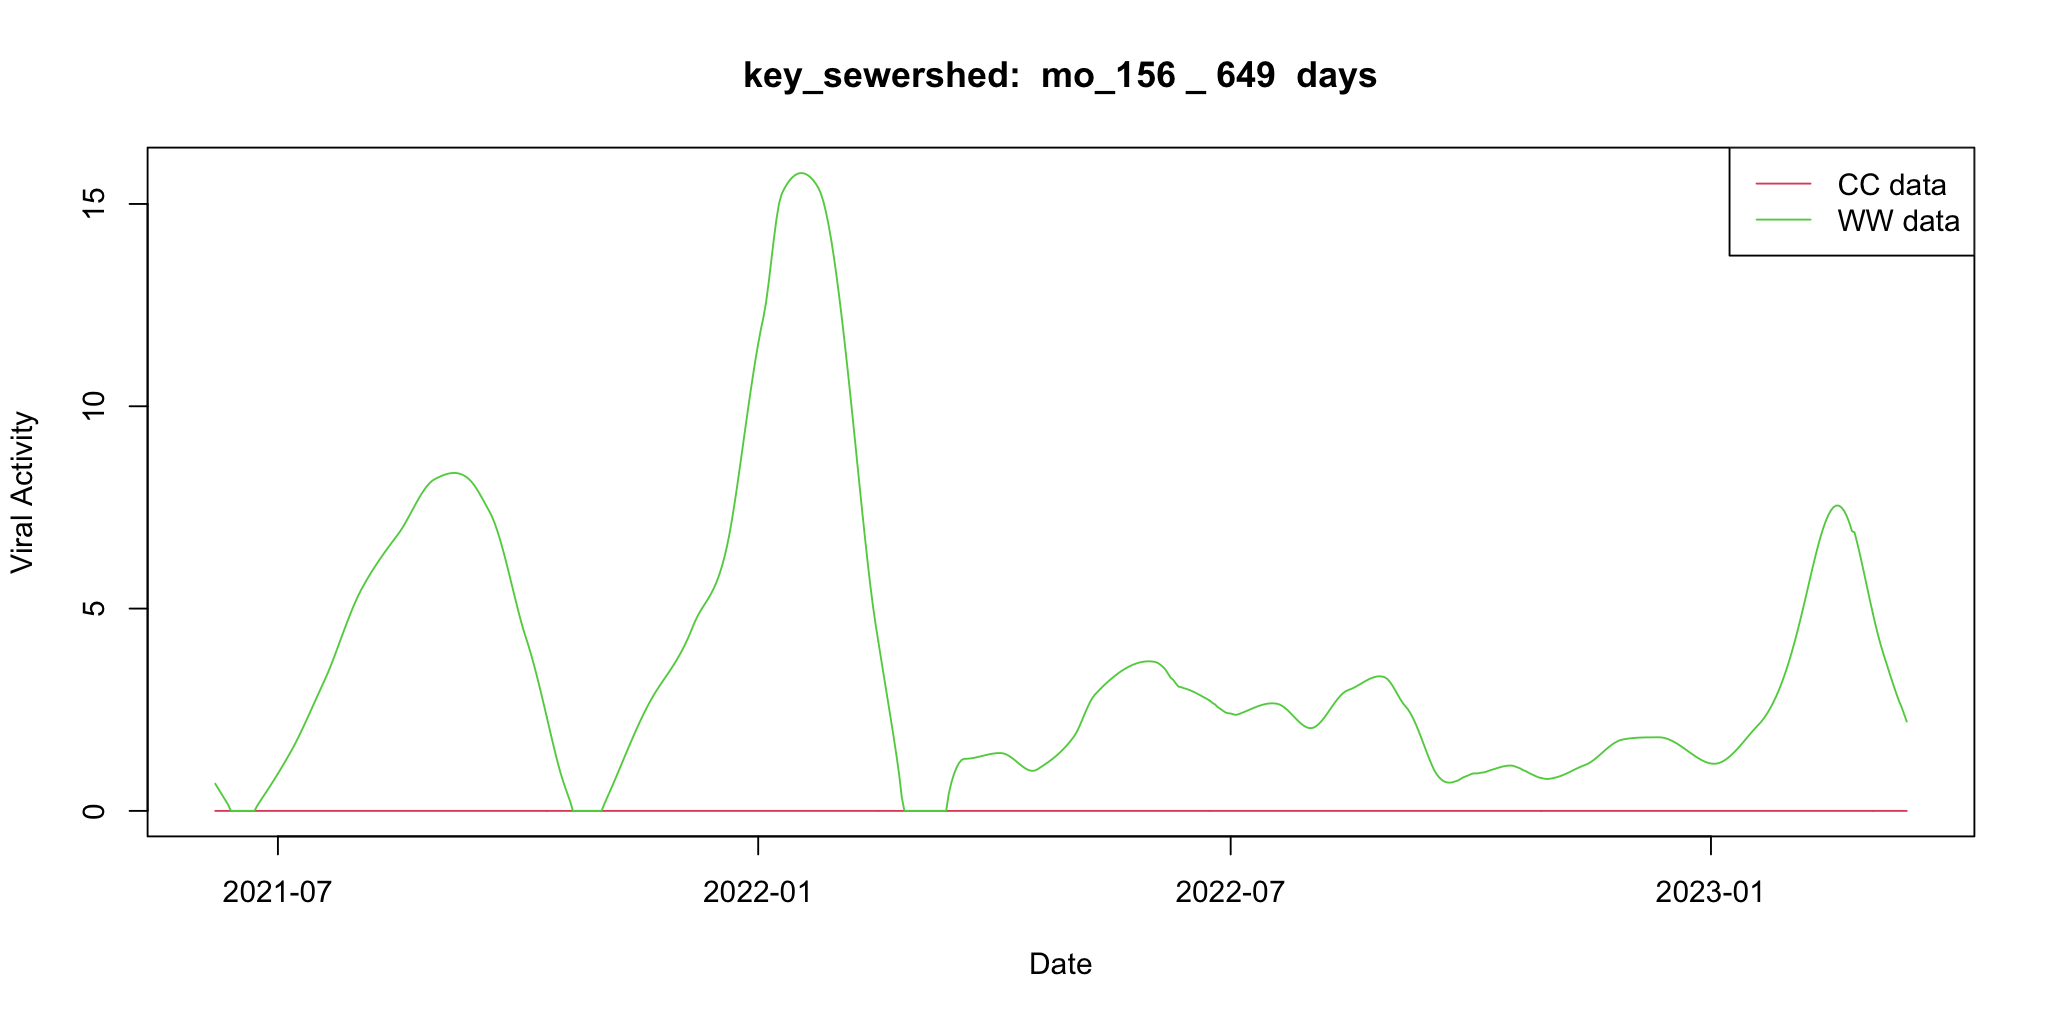 key_sewershed:  mo_156 _ 649  days
CC data
WW data
Viral Activity
15
10
5
0
2021-07
2022-01
2022-07
2023-01
Date